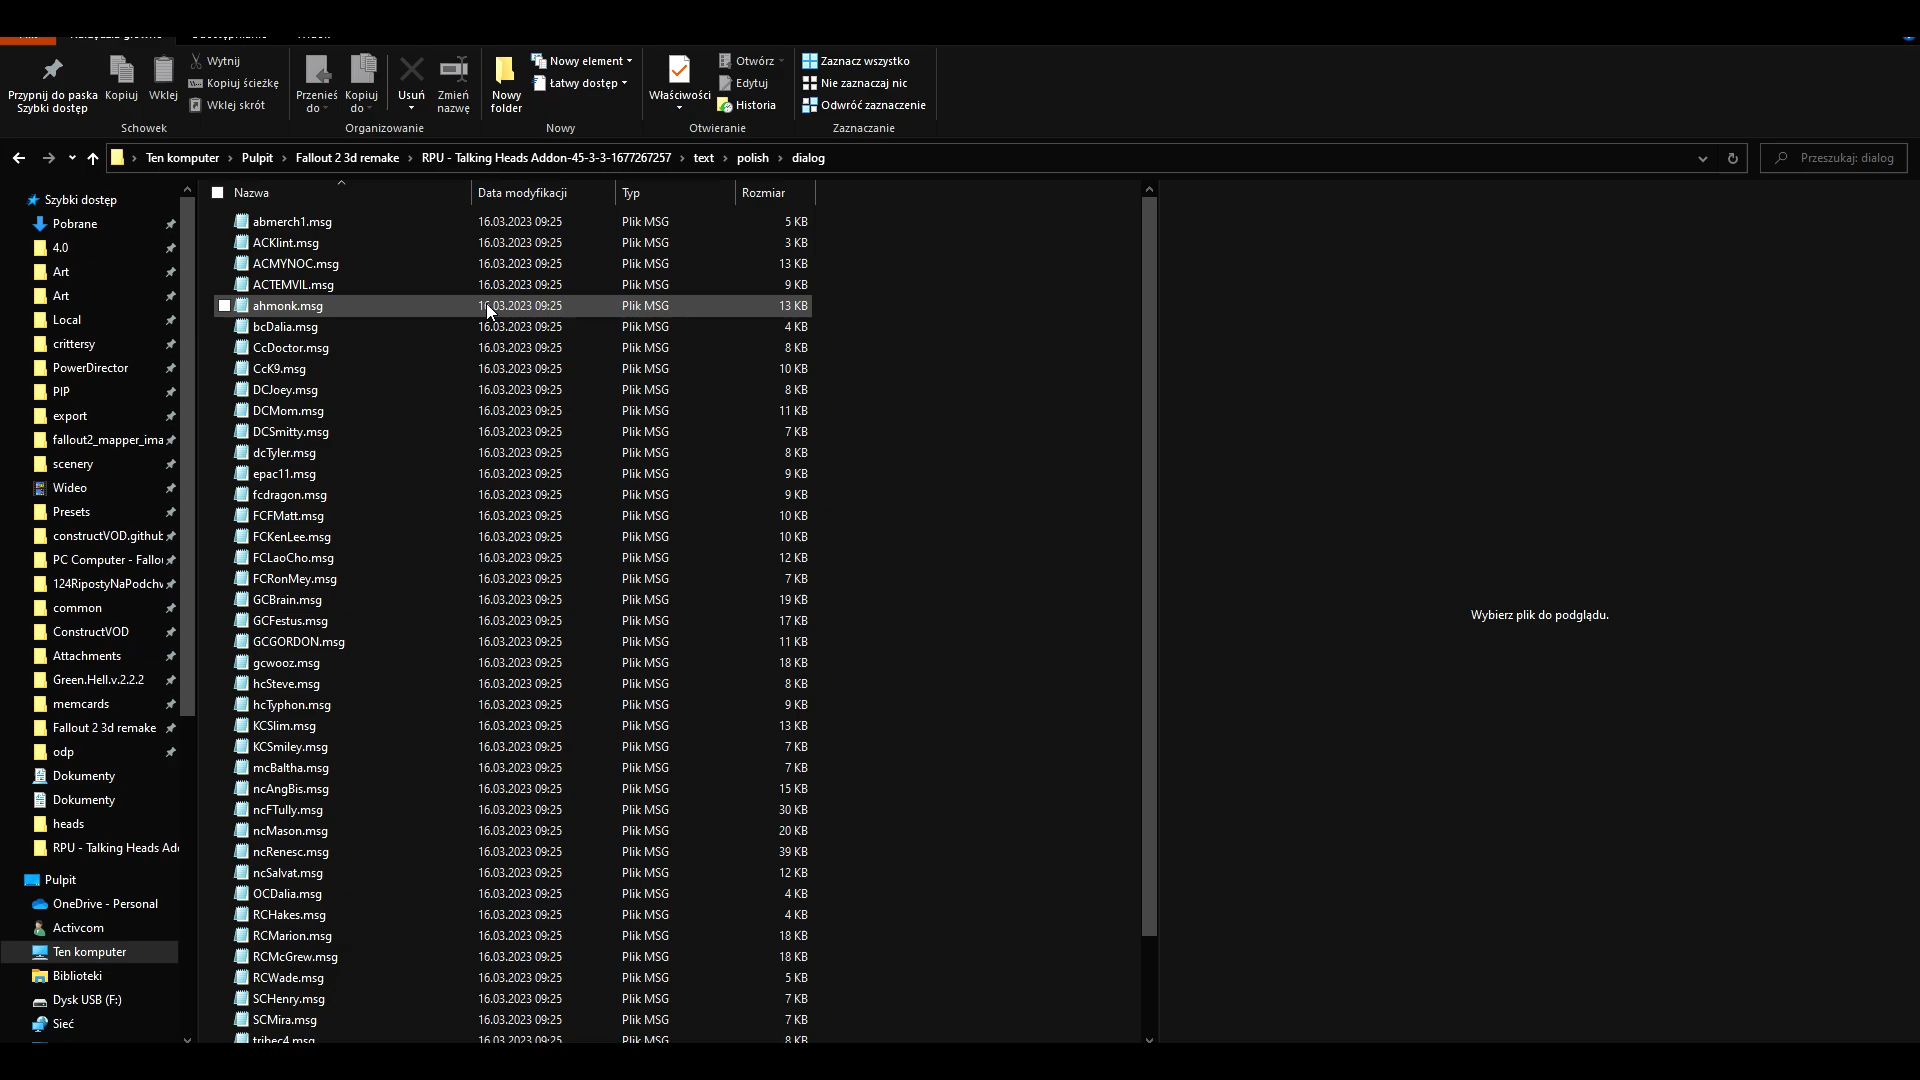 Wytnij
Kopiuj ścieżkę
Wklej skrót
Przypnij do paska
Szybki dostęp
Kopiuj
Wklej
Schowek
Przenieś
do
Kopiuj
do
Usuń
Zmień
nazwę
Organizowanie
Nowy
folder
Nowy element
Łatwy dostęp
Nowy
Właściwości
Otwórz
Edytuj
Historia
Otwieranie
Zaznacz wszystko
Nie zaznaczaj nic
Odwróć zaznaczenie
Zaznaczanie
Ten komputer > Pulpit > Fallout 2 3d remake > RPU - Talking Heads Addon-45-3-3-1677267257 > text > polish > dialog
Przeszukaj: dialog
Szybki dostęp
Pobrane
4.0
Art
Art
Local
crittersy
PowerDirector
PIP
export
fallout2_mapper_ima
scenery
Wideo
Presets
constructVOD.github
PC Computer - Fallo
124RipostyNaPodchv
common
ConstructVOD
Attachments
Green.Hell.v.2.2.2
memcards
Fallout 2 3d remake
odp
Dokumenty
Dokumenty
heads
RPU - Talking Heads Add
Pulpit
OneDrive - Personal
Activcom
Ten komputer
Biblioteki
Dysk USB (F:)
Sieć
Nazwa Data modyfikacji Typ Rozmiar
abmerch1.msg 16.03.2023 09:25 Plik MSG 5 KB
ACKlint.msg 16.03.2023 09:25 Plik MSG 3 KB
ACMYNOC.msg 16.03.2023 09:25 Plik MSG 13 KB
ACTEMVIL.msg 16.03.2023 09:25 Plik MSG 9 KB
ahmonk.msg 16.03.2023 09:25 Plik MSG 13 KB
bcDalia.msg 16.03.2023 09:25 Plik MSG 4 KB
CcDoctor.msg 16.03.2023 09:25 Plik MSG 8 KB
CcK9.msg 16.03.2023 09:25 Plik MSG 10 KB
DCJoey.msg 16.03.2023 09:25 Plik MSG 8 KB
DCMom.msg 16.03.2023 09:25 Plik MSG 11 KB
DCSmitty.msg 16.03.2023 09:25 Plik MSG 7 KB
dcTyler.msg 16.03.2023 09:25 Plik MSG 8 KB
epac11.msg 16.03.2023 09:25 Plik MSG 9 KB
fcdragon.msg 16.03.2023 09:25 Plik MSG 9 KB
FCFMatt.msg 16.03.2023 09:25 Plik MSG 10 KB
FCKenLee.msg 16.03.2023 09:25 Plik MSG 10 KB
FCLaoCho.msg 16.03.2023 09:25 Plik MSG 12 KB
FCRonMey.msg 16.03.2023 09:25 Plik MSG 7 KB
GCBrain.msg 16.03.2023 09:25 Plik MSG 19 KB
GCFestus.msg 16.03.2023 09:25 Plik MSG 17 KB
GCGORDON.msg 16.03.2023 09:25 Plik MSG 11 KB
gcwooz.msg 16.03.2023 09:25 Plik MSG 18 KB
hcSteve.msg 16.03.2023 09:25 Plik MSG 8 KB
hcTyphon.msg 16.03.2023 09:25 Plik MSG 9 KB
KCSlim.msg 16.03.2023 09:25 Plik MSG 13 KB
KCSmiley.msg 16.03.2023 09:25 Plik MSG 7 KB
mcBaltha.msg 16.03.2023 09:25 Plik MSG 7 KB
ncAngBis.msg 16.03.2023 09:25 Plik MSG 15 KB
ncFTully.msg 16.03.2023 09:25 Plik MSG 30 KB
ncMason.msg 16.03.2023 09:25 Plik MSG 20 KB
ncRenesc.msg 16.03.2023 09:25 Plik MSG 39 KB
ncSalvat.msg 16.03.2023 09:25 Plik MSG 12 KB
OCDalia.msg 16.03.2023 09:25 Plik MSG 4 KB
RCHakes.msg 16.03.2023 09:25 Plik MSG 4 KB
RCMarion.msg 16.03.2023 09:25 Plik MSG 18 KB
RCMcGrew.msg 16.03.2023 09:25 Plik MSG 18 KB
RCWade.msg 16.03.2023 09:25 Plik MSG 5 KB
SCHenry.msg 16.03.2023 09:25 Plik MSG 7 KB
SCMira.msg 16.03.2023 09:25 Plik MSG 7 KB
trihec4.msg 16.03.2023 09:25 Plik MSG 8 KB
Wybierz plik do podglądu.